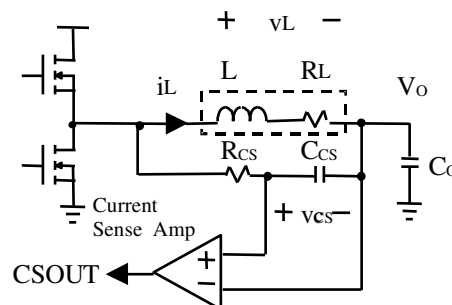 + vL −
iL L RL VO
RCS CCS CO
+ vcs −
Current
Sense Amp
CSOUT
+
−